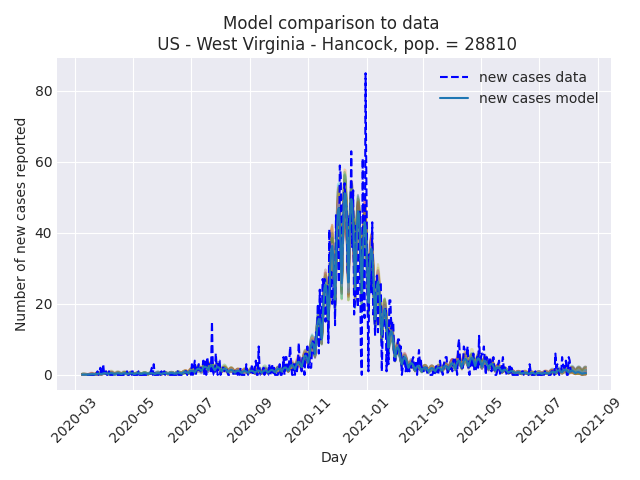 Model comparison to data
US - West Virginia - Hancock, pop. = 28810
new cases data
new cases model
Number of new cases reported
80
60
40
20
0
2020-03
2020-05
2020-07
2020-09
2020-11
2021-01
2021-03
2021-05
2021-07
2021-09
Day